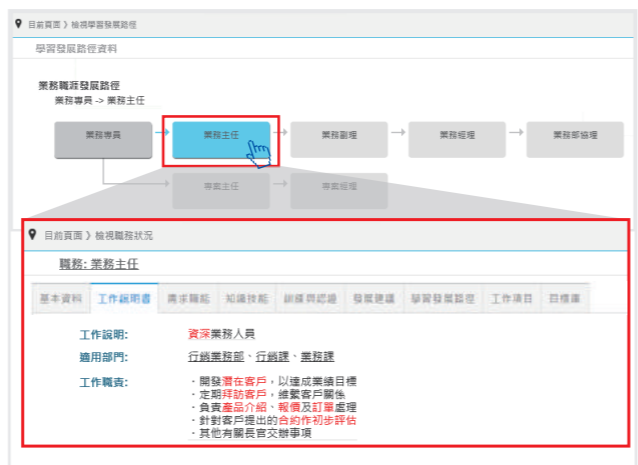 目前頁面 》檢視學習發展路徑
學習發展路徑資料
業務職涯發展路徑
業務專員 -> 業務主任
業務專員
業務主任
業務副理
業務經理
業務部協理
專案主任
專案經理
目前頁面 》檢視職務狀況
職務: 業務主任
基本資料 工作說明書 需求職能 知識技能 訓練與認證 發展建議 學習發展路徑 工作項目 目標庫
工作說明: 資深業務人員
適用部門: 行銷業務部、行銷課、業務課
工作職責: ‧開發潛在客戶,以達成業績目標
‧定期拜訪客戶,維繫客戶關係
‧負責產品介紹、報價及訂單處理
‧針對客戶提出的合約作初步評估
‧其他有關長官交辦事項